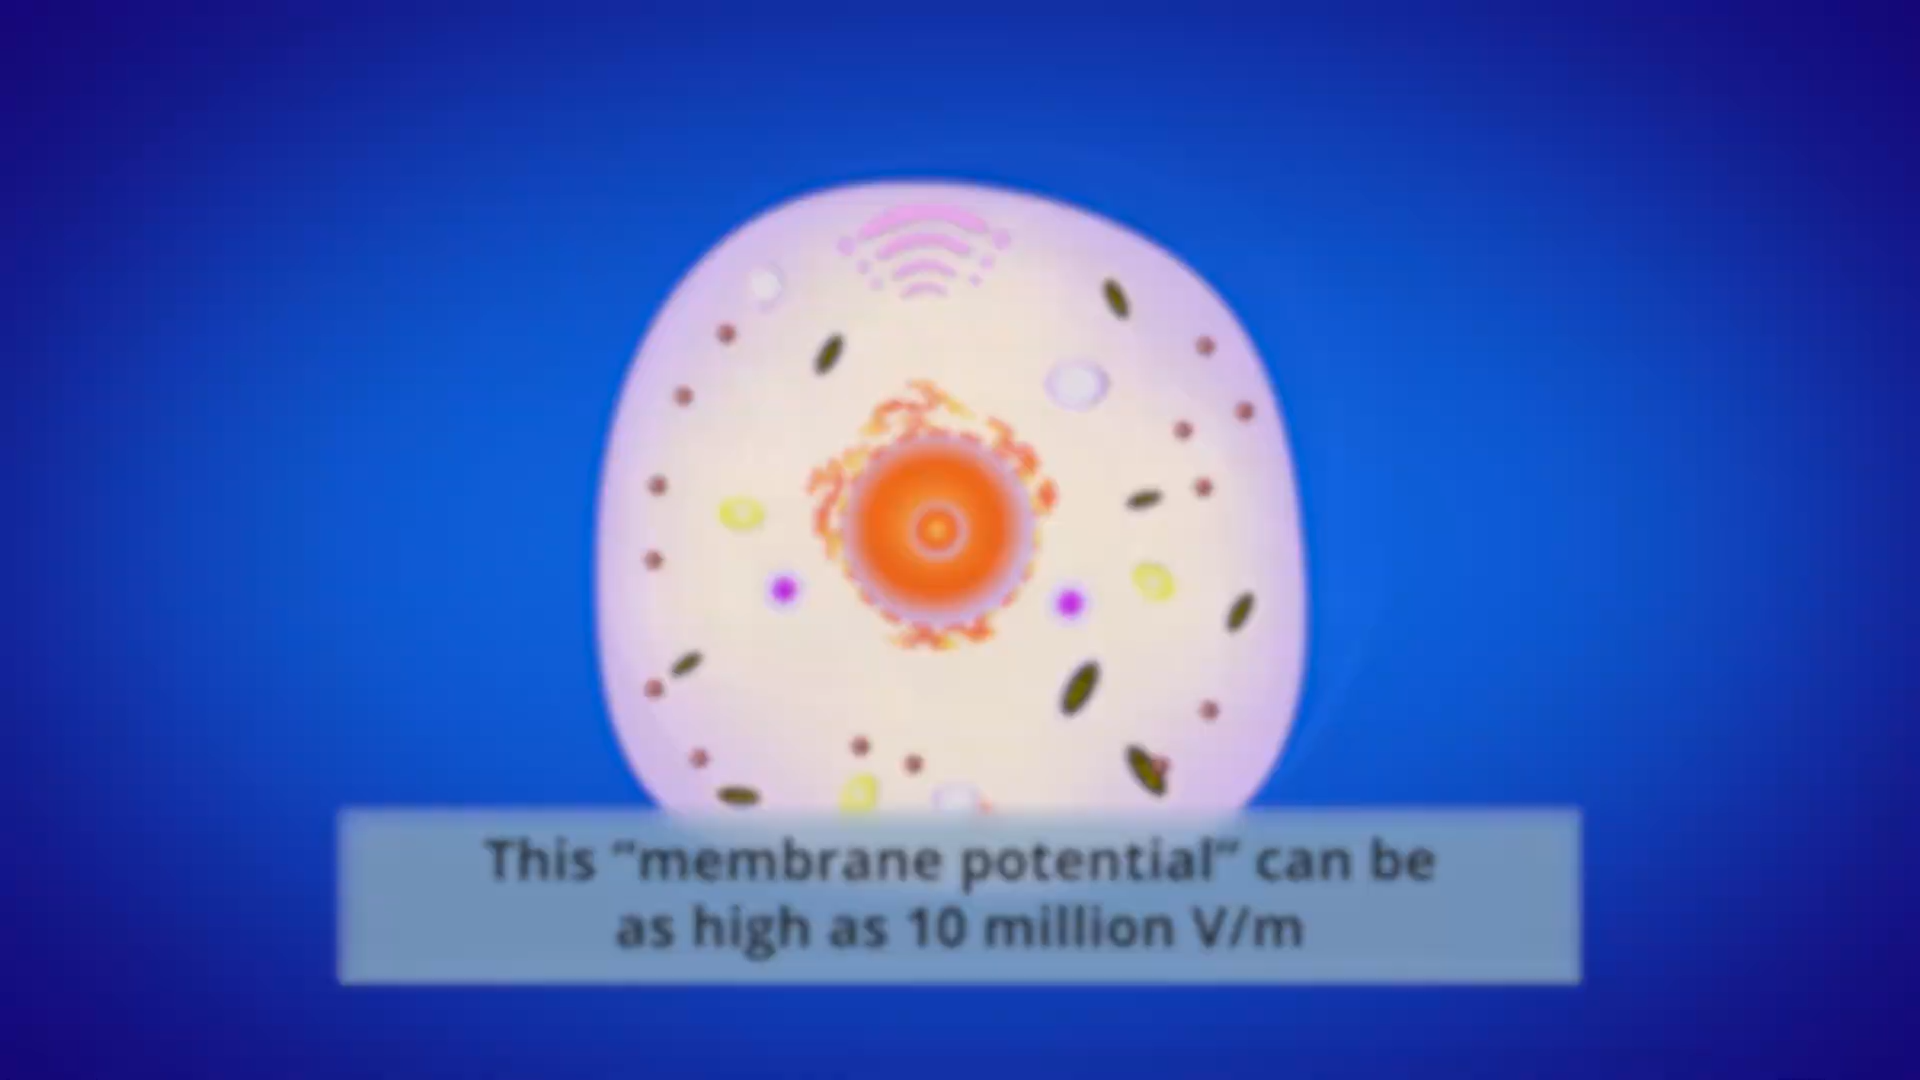 This “membrane potential” can be
as high as 10 million V/m